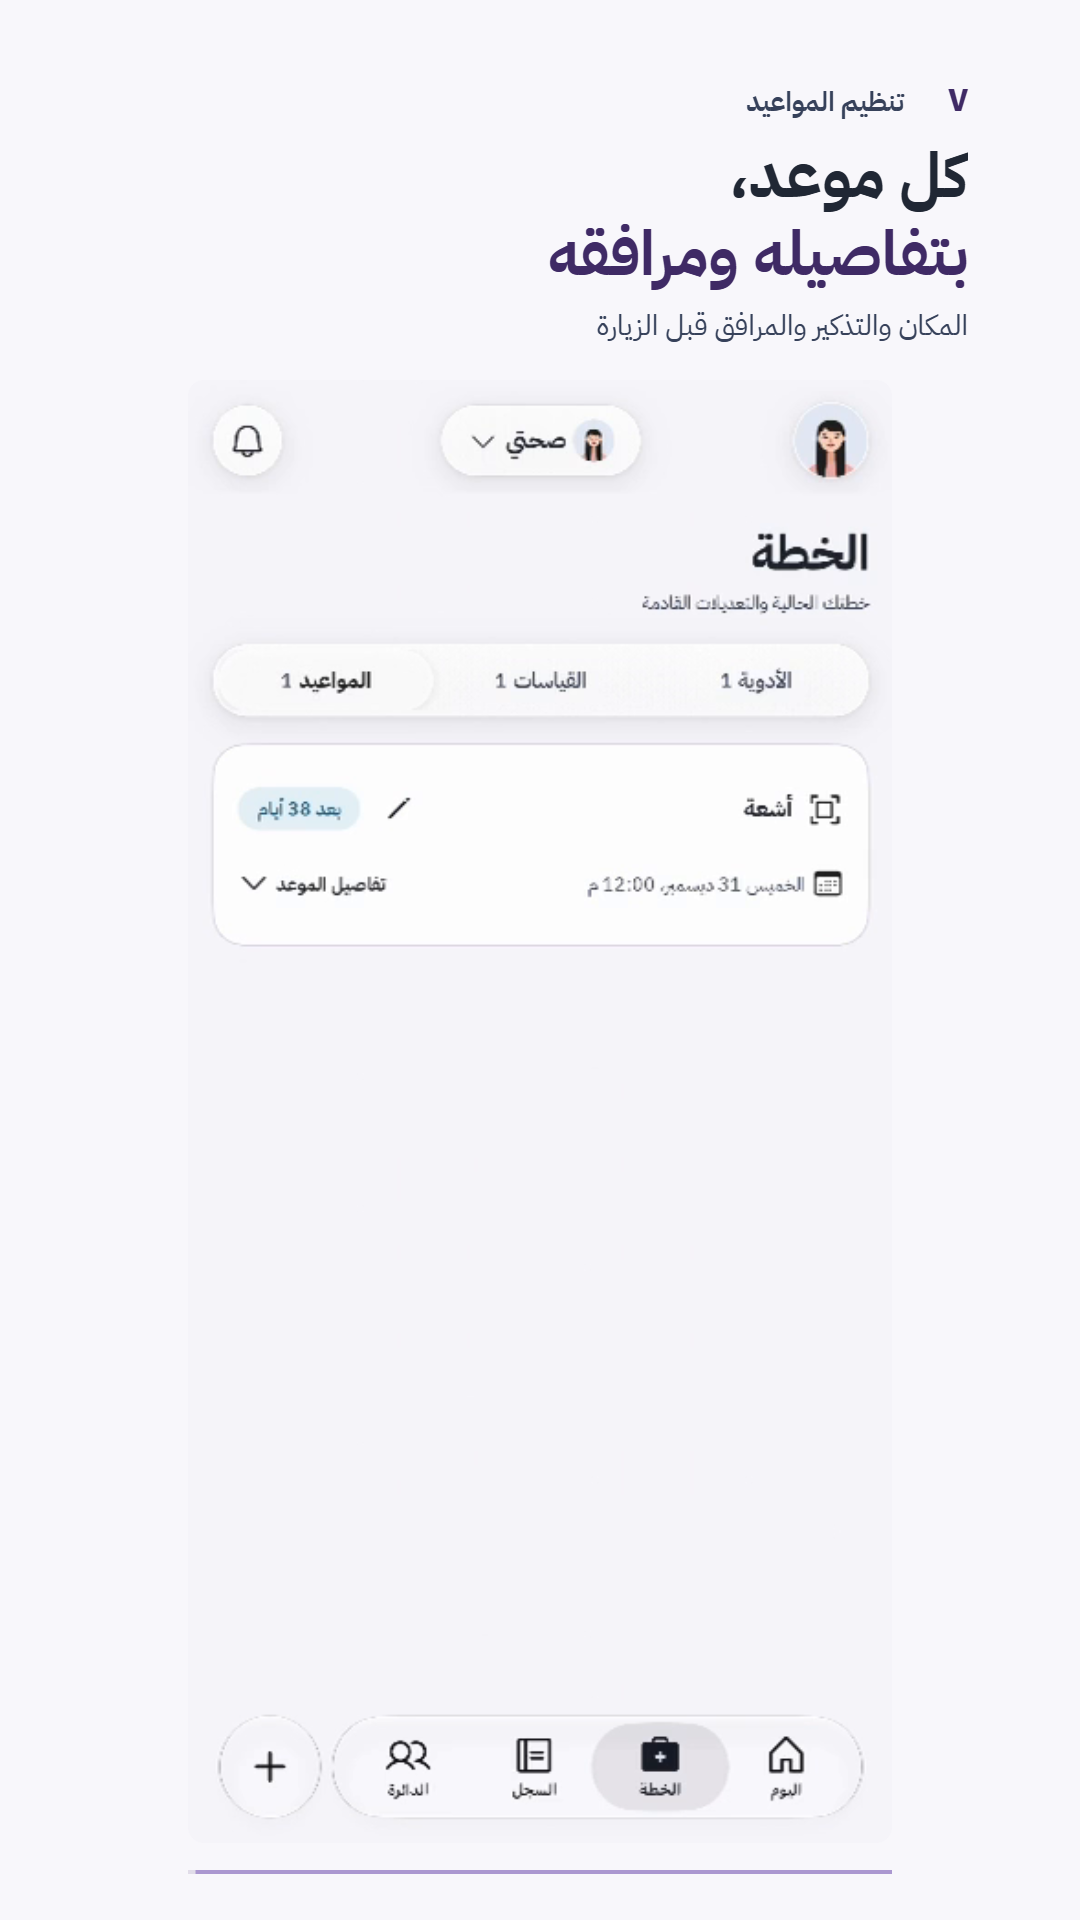 ٧ تنظيم المواعيد
كل موعد،
بتفاصيله ومرافقه
المكان والتذكير والمرافق قبل الزيارة
صحتي
الخطة
خطتك الحالية والتعديلات القادمة
الأدوية 1
القياسات 1
المواعيد 1
أشعة
بعد 38 أيام
الخميس 31 ديسمبر، 12:00 م
تفاصيل الموعد
اليوم
الخطة
السجل
الدائرة